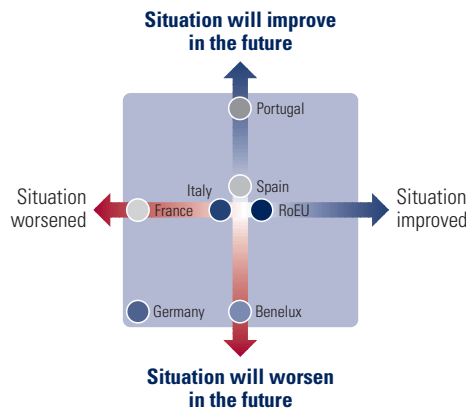 Situation will improve
in the future
Portugal
Italy
Spain
Situation
worsened
France
RoEU
Situation
improved
Germany
Benelux
Situation will worsen
in the future